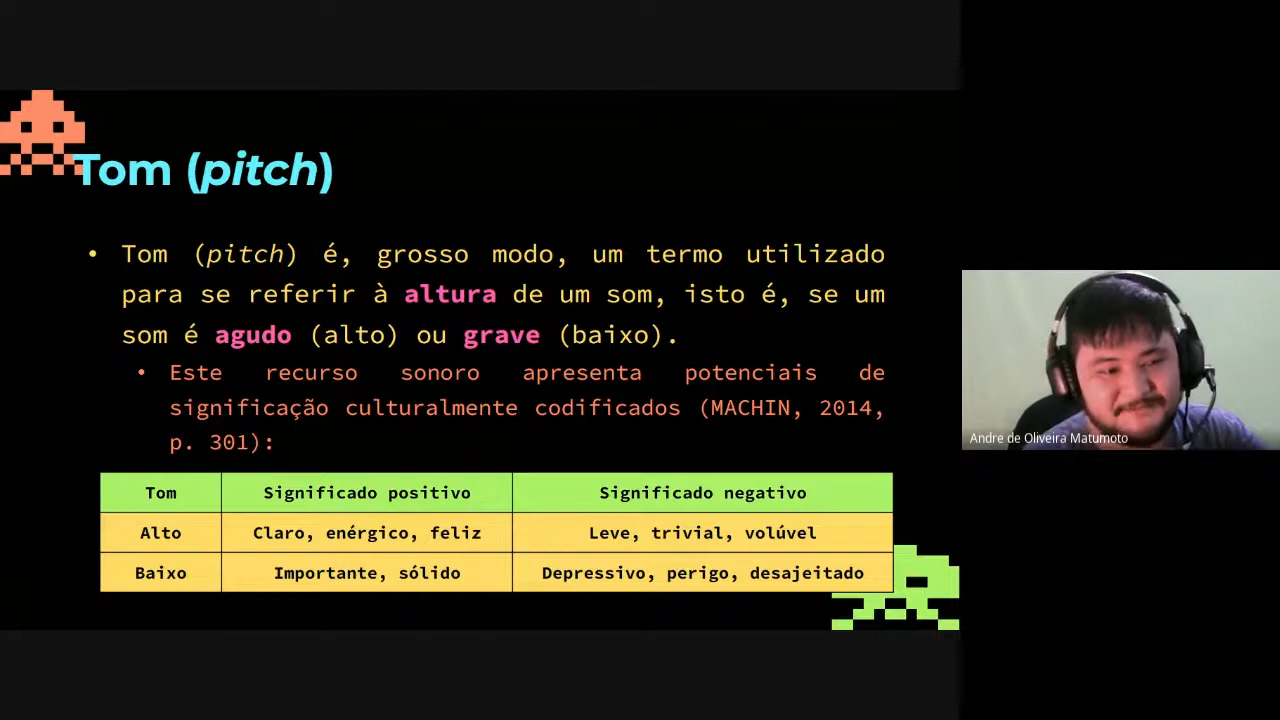 Tom (pitch)
• Tom (pitch) é, grosso modo, um termo utilizado
para se referir à altura de um som, isto é, se um
som é agudo (alto) ou grave (baixo).
• Este recurso sonoro apresenta potenciais de
significação culturalmente codificados (MACHIN, 2014,
p. 301):
Tom Significado positivo Significado negativo
Alto Claro, enérgico, feliz Leve, trivial, volúvel
Baixo Importante, sólido Depressivo, perigo, desajeitado
Andre de Oliveira Matumoto